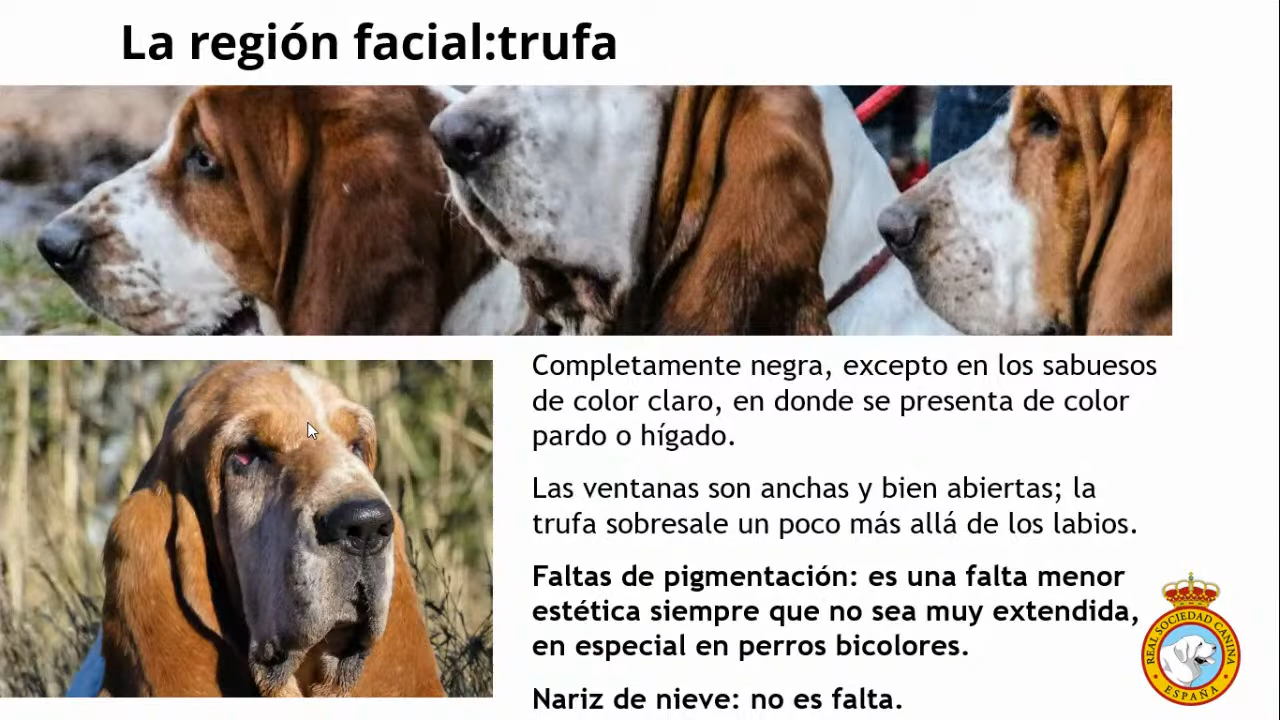 La región facial:trufa
Completamente negra, excepto en los sabuesos
de color claro, en donde se presenta de color
pardo o hígado.
Las ventanas son anchas y bien abiertas; la
trufa sobresale un poco más allá de los labios.
Faltas de pigmentación: es una falta menor
estética siempre que no sea muy extendida,
en especial en perros bicolores.
Nariz de nieve: no es falta.
REAL SOCIEDAD CANINA
ESPAÑA